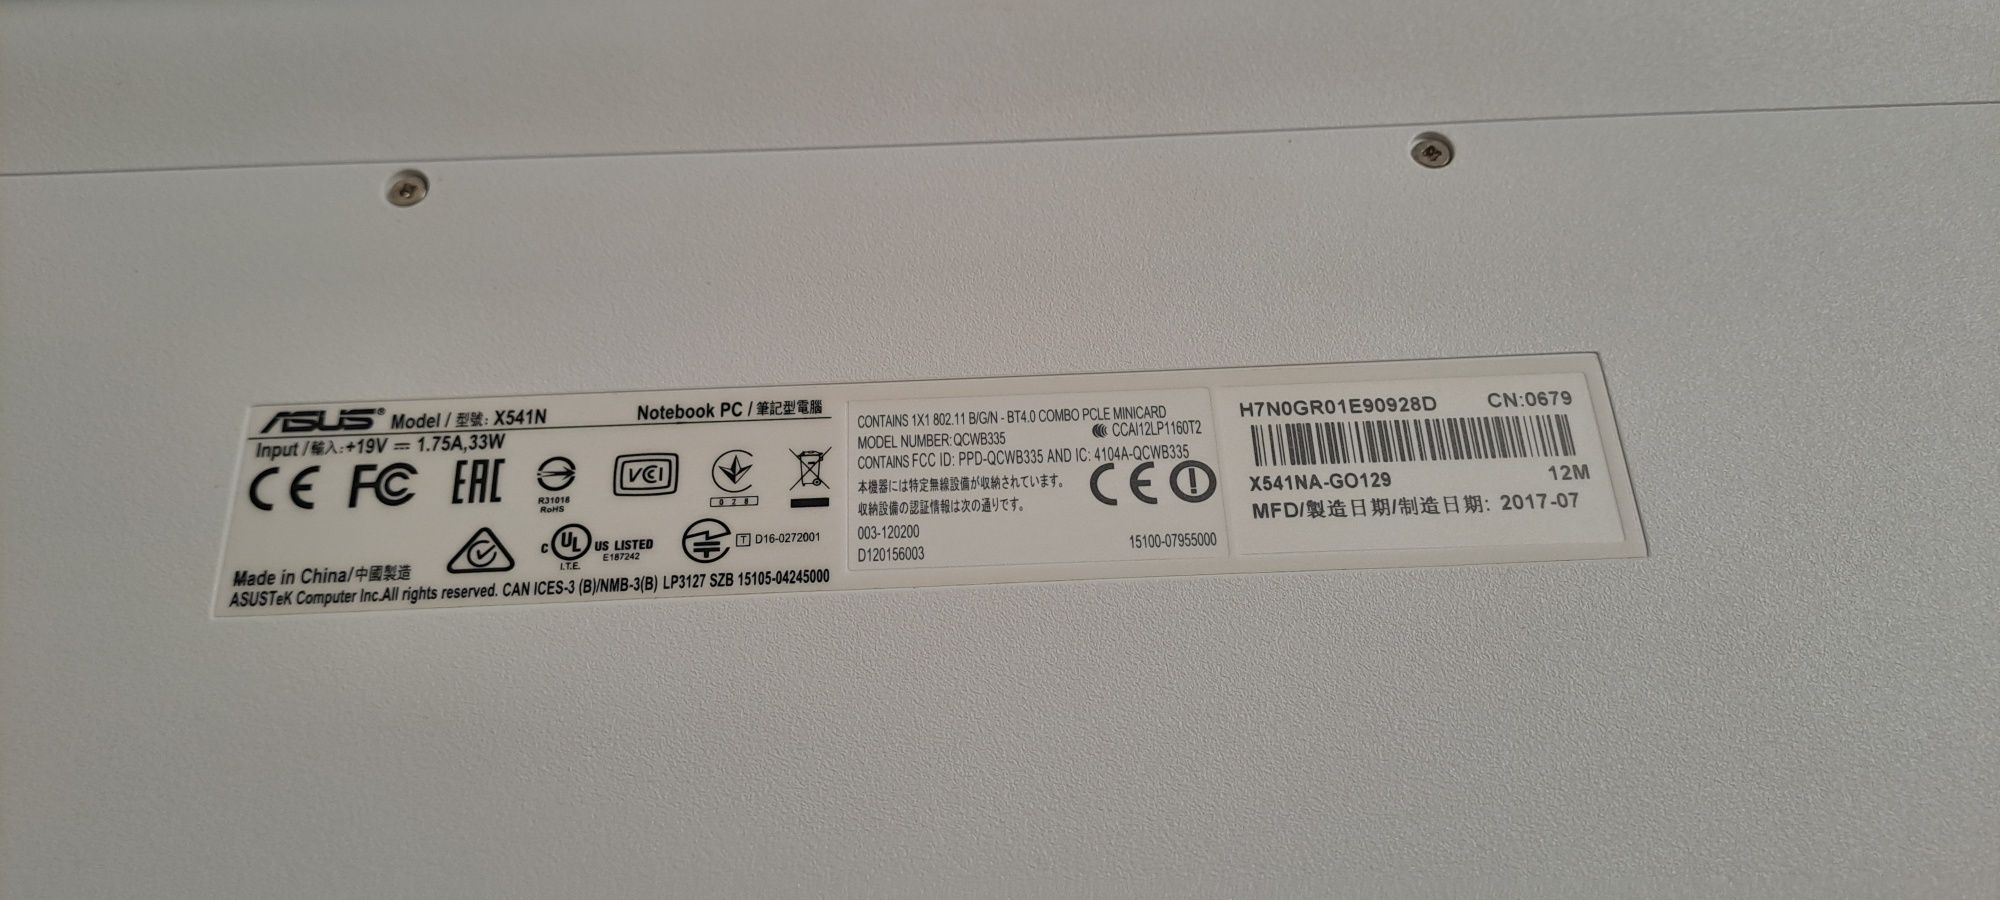 ASUS® Model / 型號: X541N Notebook PC / 筆記型電腦
Input / 輸入: +19V ⎓ 1.75A,33W
CE FC EAC R31018 RoHS VCI 028
C UL US LISTED I.T.E. E187242 T D16-0272001
Made in China/中國製造
ASUSTeK Computer Inc.All rights reserved. CAN ICES-3 (B)/NMB-3(B) LP3127 SZB 15105-04245000
CONTAINS 1X1 802.11 B/G/N - BT4.0 COMBO PCLE MINICARD
MODEL NUMBER: QCWB335 CCAI12LP1160T2
CONTAINS FCC ID: PPD-QCWB335 AND IC: 4104A-QCWB335
本機器には特定無線設備が収納されています。
収納設備の認証情報は次の通りです。
CE
003-120200
D120156003 15100-07955000
H7N0GR01E90928D CN:0679
X541NA-GO129 12M
MFD/製造日期/制造日期: 2017-07